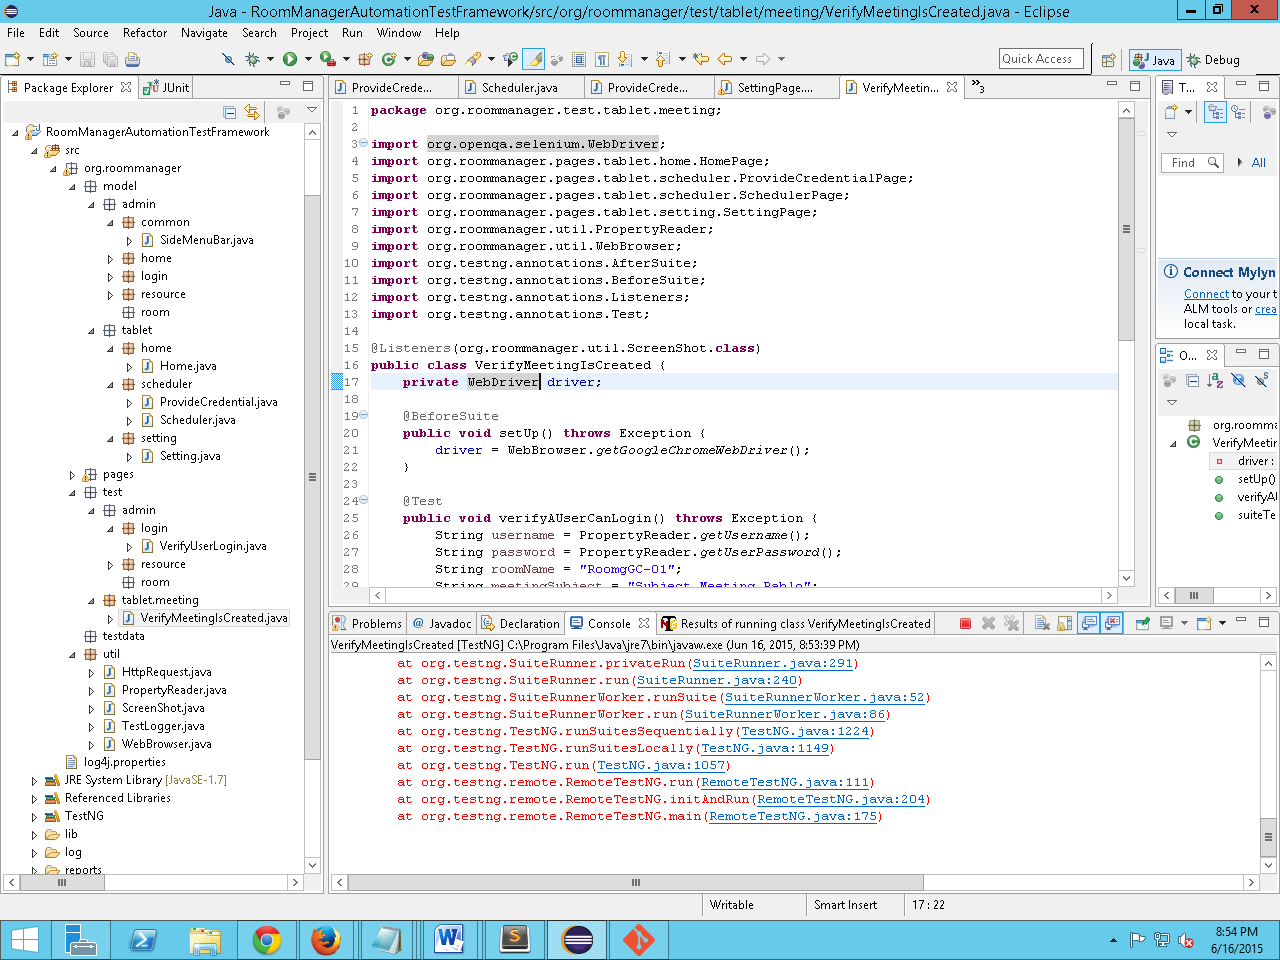 Java - RoomManagerAutomationTestFramework/src/org/roommanager/test/tablet/meeting/VerifyMeetingIsCreated.java - Eclipse
File Edit Source Refactor Navigate Search Project Run Window Help
Quick Access
Java
Debug
Package Explorer
JUnit
RoomManagerAutomationTestFramework
src
org.roommanager
model
admin
common
SideMenuBar.java
home
login
resource
room
tablet
home
Home.java
scheduler
ProvideCredential.java
Scheduler.java
setting
Setting.java
pages
test
admin
login
VerifyUserLogin.java
resource
room
tablet.meeting
VerifyMeetingIsCreated.java
testdata
util
HttpRequest.java
PropertyReader.java
ScreenShot.java
TestLogger.java
WebBrowser.java
log4j.properties
JRE System Library [JavaSE-1.7]
Referenced Libraries
TestNG
lib
log
reports
ProvideCrede... Scheduler.java ProvideCrede... SettingPage.... VerifyMeetin... »3
1 package org.roommanager.test.tablet.meeting;
2
3 import org.openqa.selenium.WebDriver;
4 import org.roommanager.pages.tablet.home.HomePage;
5 import org.roommanager.pages.tablet.scheduler.ProvideCredentialPage;
6 import org.roommanager.pages.tablet.scheduler.SchedulerPage;
7 import org.roommanager.pages.tablet.setting.SettingPage;
8 import org.roommanager.util.PropertyReader;
9 import org.roommanager.util.WebBrowser;
10 import org.testng.annotations.AfterSuite;
11 import org.testng.annotations.BeforeSuite;
12 import org.testng.annotations.Listeners;
13 import org.testng.annotations.Test;
14
15 @Listeners(org.roommanager.util.ScreenShot.class)
16 public class VerifyMeetingIsCreated {
17 private WebDriver driver;
18
19 @BeforeSuite
20 public void setUp() throws Exception {
21 driver = WebBrowser.getGoogleChromeWebDriver();
22 }
23
24 @Test
25 public void verifyAUserCanLogin() throws Exception {
26 String username = PropertyReader.getUsername();
27 String password = PropertyReader.getUserPassword();
28 String roomName = "RoomgGC-01";
29 String meetingSubject = "Subject Meeting Pablo";
T...
Find
All
Connect Mylyn
Connect to your t
ALM tools or crea
local task.
O...
org.roomma
VerifyMeetin
driver :
setUp()
verifyAl
suiteTe
Problems Javadoc Declaration Console Results of running class VerifyMeetingIsCreated
VerifyMeetingIsCreated [TestNG] C:\Program Files\Java\jre7\bin\javaw.exe (Jun 16, 2015, 8:53:39 PM)
at org.testng.SuiteRunner.privateRun(SuiteRunner.java:291)
at org.testng.SuiteRunner.run(SuiteRunner.java:240)
at org.testng.SuiteRunnerWorker.runSuite(SuiteRunnerWorker.java:52)
at org.testng.SuiteRunnerWorker.run(SuiteRunnerWorker.java:86)
at org.testng.TestNG.runSuitesSequentially(TestNG.java:1224)
at org.testng.TestNG.runSuitesLocally(TestNG.java:1149)
at org.testng.TestNG.run(TestNG.java:1057)
at org.testng.remote.RemoteTestNG.run(RemoteTestNG.java:111)
at org.testng.remote.RemoteTestNG.initAndRun(RemoteTestNG.java:204)
at org.testng.remote.RemoteTestNG.main(RemoteTestNG.java:175)
Writable
Smart Insert
17 : 22
8:54 PM
6/16/2015